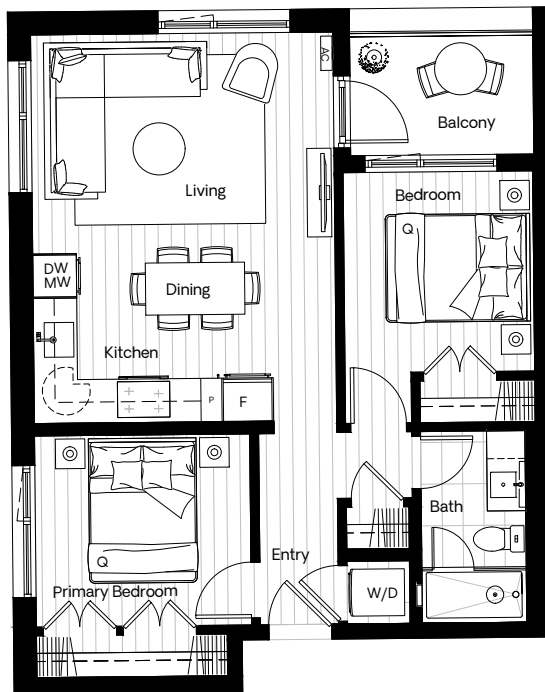 AC
Balcony
Living
Bedroom
Q
DW
MW
Dining
Kitchen
P
F
Bath
Q
Entry
Primary Bedroom
W/D